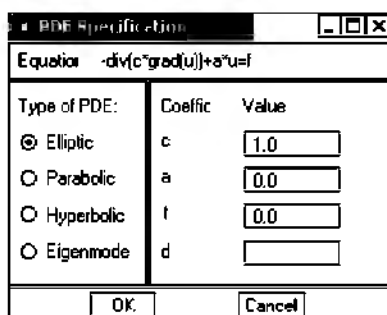 PDE Specification
Equation -div(c*grad(u))+a*u=f
Type of PDE: Coeffic Value
Elliptic c 1.0
Parabolic a 0.0
Hyperbolic f 0.0
Eigenmode d
OK Cancel